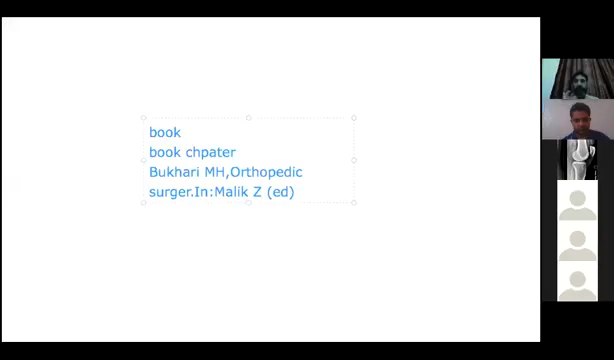 book
book chpater
Bukhari MH,Orthopedic
surger.In:Malik Z (ed)